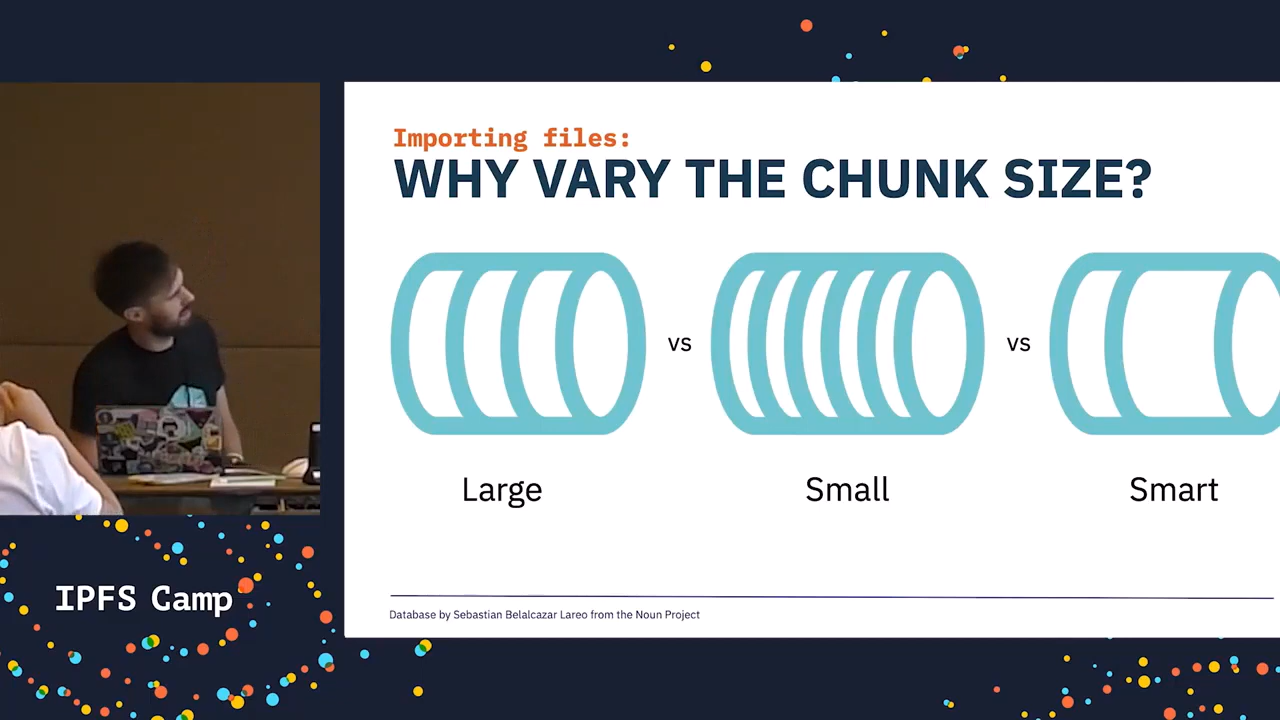 Importing files:
WHY VARY THE CHUNK SIZE?
vs
vs
Large
Small
Smart
IPFS Camp
Database by Sebastian Belalcazar Lareo from the Noun Project